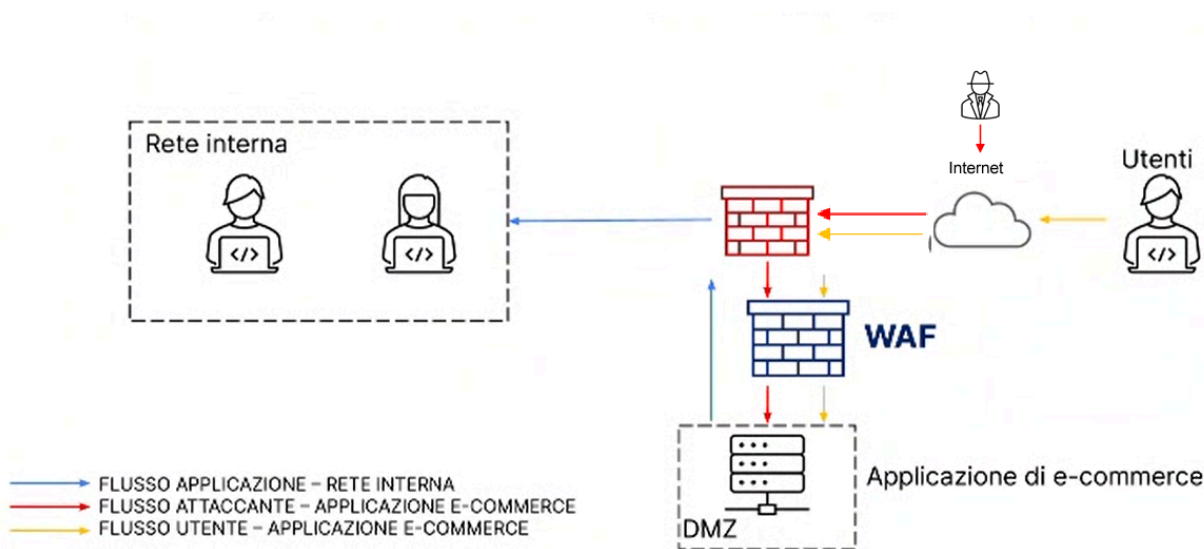 Rete interna
Internet
Utenti
</>
</>
</>
WAF
Applicazione di e-commerce
DMZ
FLUSSO APPLICAZIONE – RETE INTERNA
FLUSSO ATTACCANTE – APPLICAZIONE E-COMMERCE
FLUSSO UTENTE – APPLICAZIONE E-COMMERCE